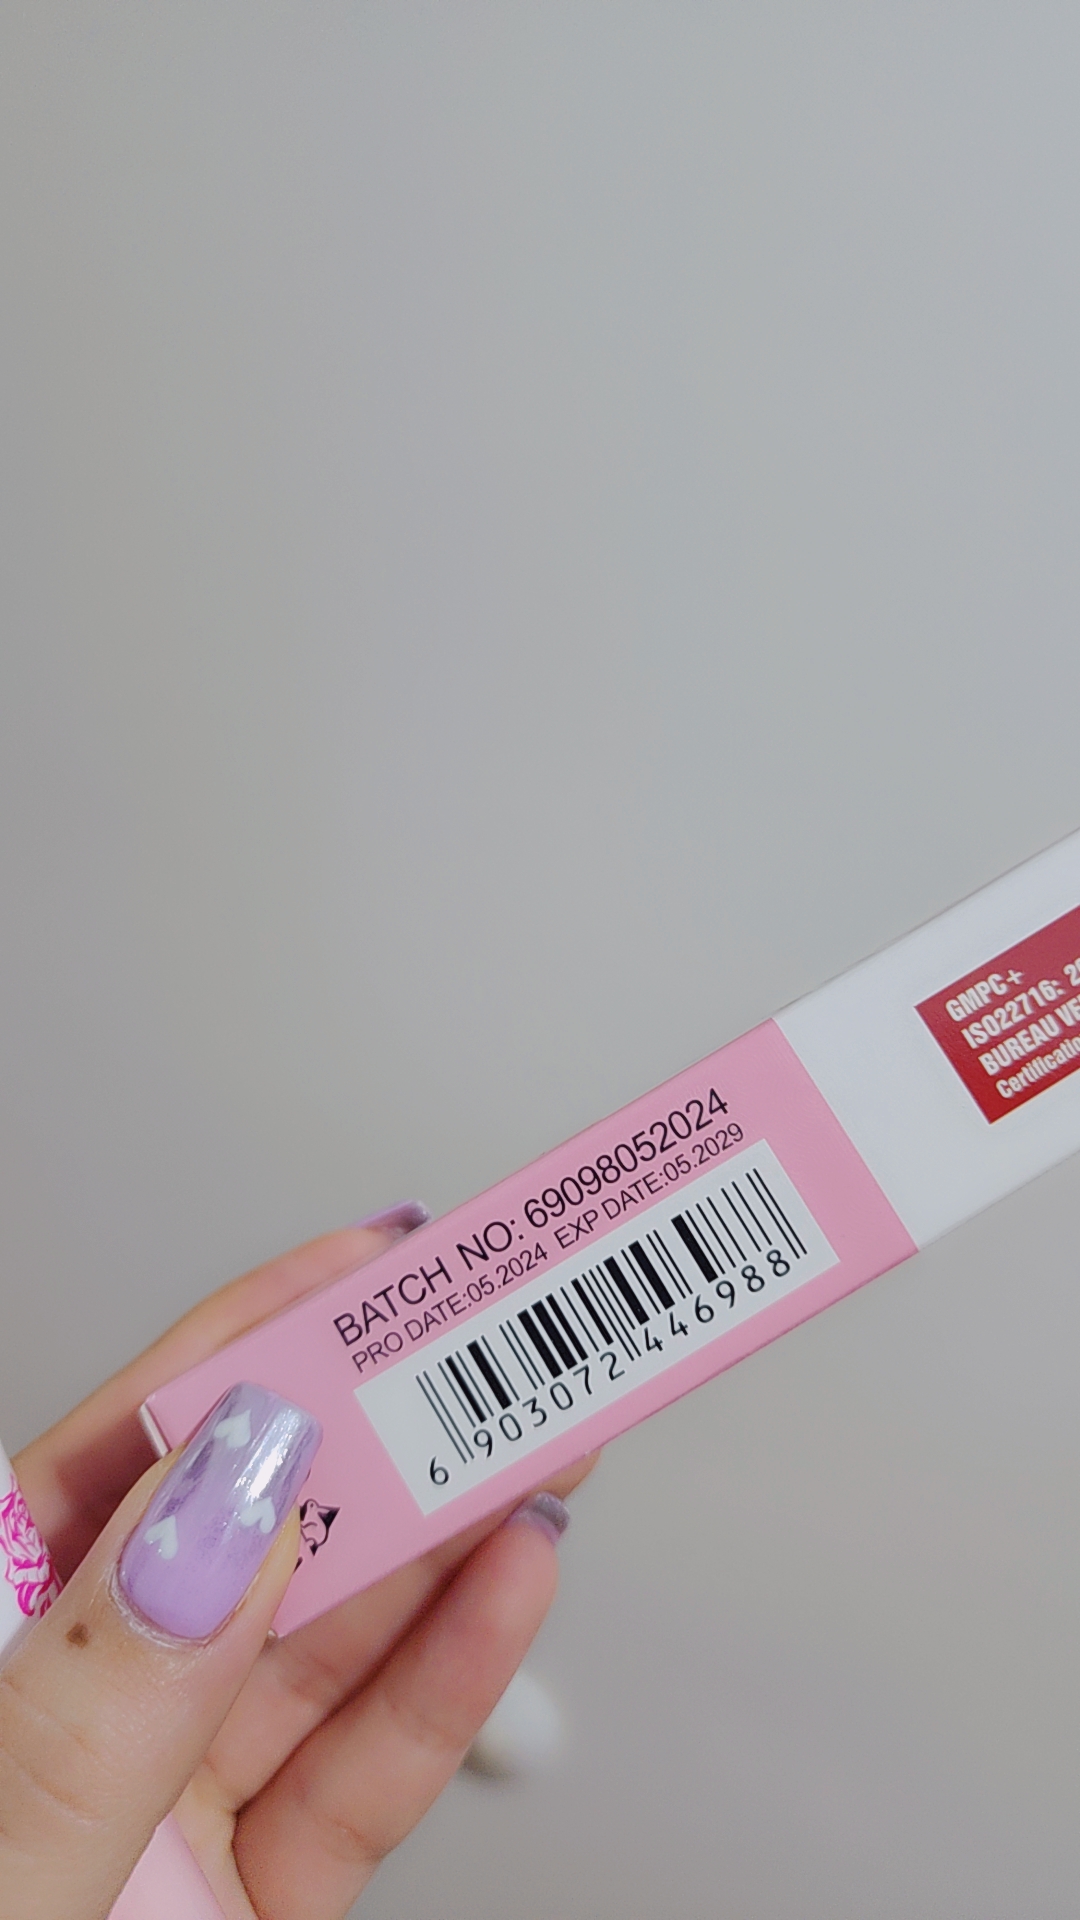 GMPC+
ISO22716:
BUREAU
BATCH NO: 69098052024
PRO DATE:05.2024 EXP DATE:05.2029
6 903072 446988